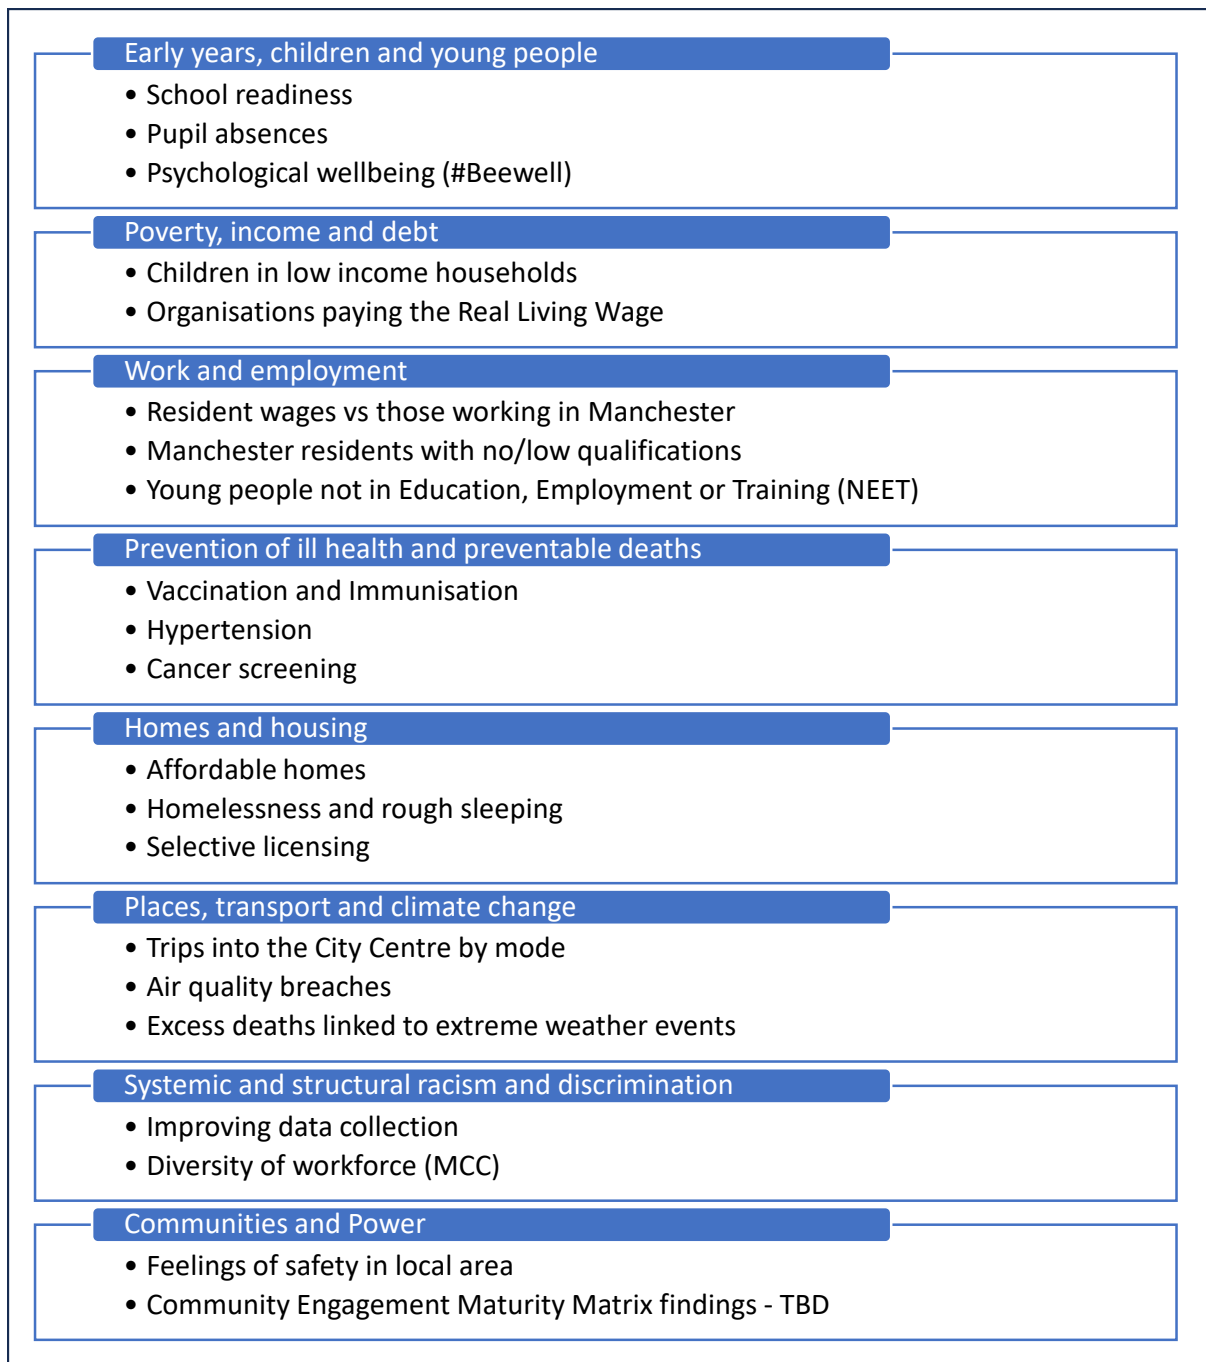 Early years, children and young people
• School readiness
• Pupil absences
• Psychological wellbeing (#Beewell)
Poverty, income and debt
• Children in low income households
• Organisations paying the Real Living Wage
Work and employment
• Resident wages vs those working in Manchester
• Manchester residents with no/low qualifications
• Young people not in Education, Employment or Training (NEET)
Prevention of ill health and preventable deaths
• Vaccination and Immunisation
• Hypertension
• Cancer screening
Homes and housing
• Affordable homes
• Homelessness and rough sleeping
• Selective licensing
Places, transport and climate change
• Trips into the City Centre by mode
• Air quality breaches
• Excess deaths linked to extreme weather events
Systemic and structural racism and discrimination
• Improving data collection
• Diversity of workforce (MCC)
Communities and Power
• Feelings of safety in local area
• Community Engagement Maturity Matrix findings - TBD